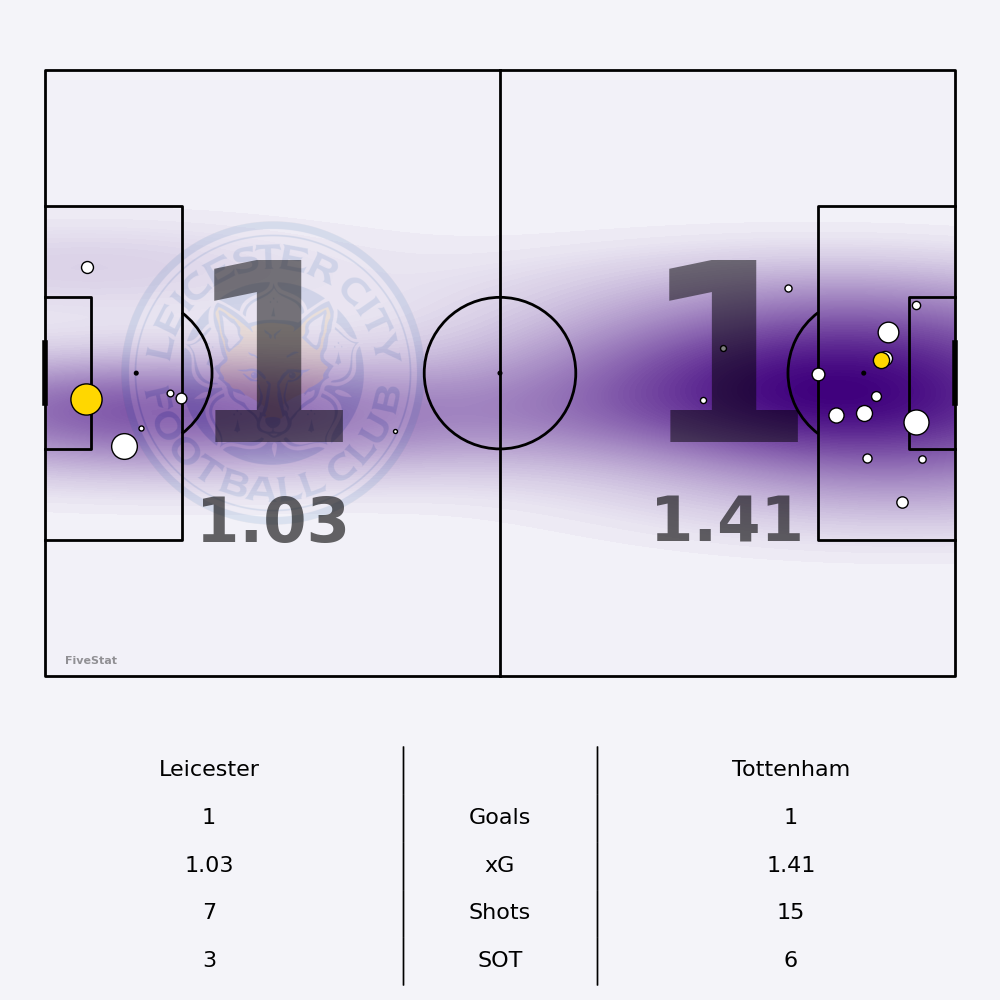 LEICESTER CITY
FOOTBALL CLUB
1 1
1.03 1.41
FiveStat
Leicester Tottenham
1 Goals 1
1.03 xG 1.41
7 Shots 15
3 SOT 6